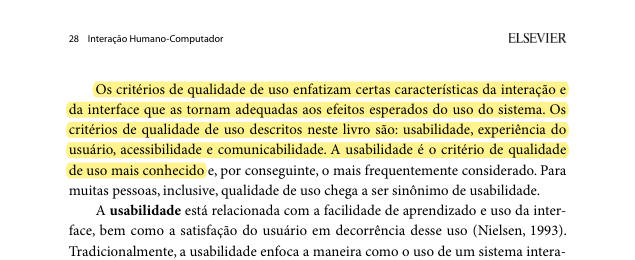 28 Interação Humano-Computador ELSEVIER
Os critérios de qualidade de uso enfatizam certas características da interação e
da interface que as tornam adequadas aos efeitos esperados do uso do sistema. Os
critérios de qualidade de uso descritos neste livro são: usabilidade, experiência do
usuário, acessibilidade e comunicabilidade. A usabilidade é o critério de qualidade
de uso mais conhecido e, por conseguinte, o mais frequentemente considerado. Para
muitas pessoas, inclusive, qualidade de uso chega a ser sinônimo de usabilidade.
A usabilidade está relacionada com a facilidade de aprendizado e uso da inter-
face, bem como a satisfação do usuário em decorrência desse uso (Nielsen, 1993).
Tradicionalmente, a usabilidade enfoca a maneira como o uso de um sistema intera-